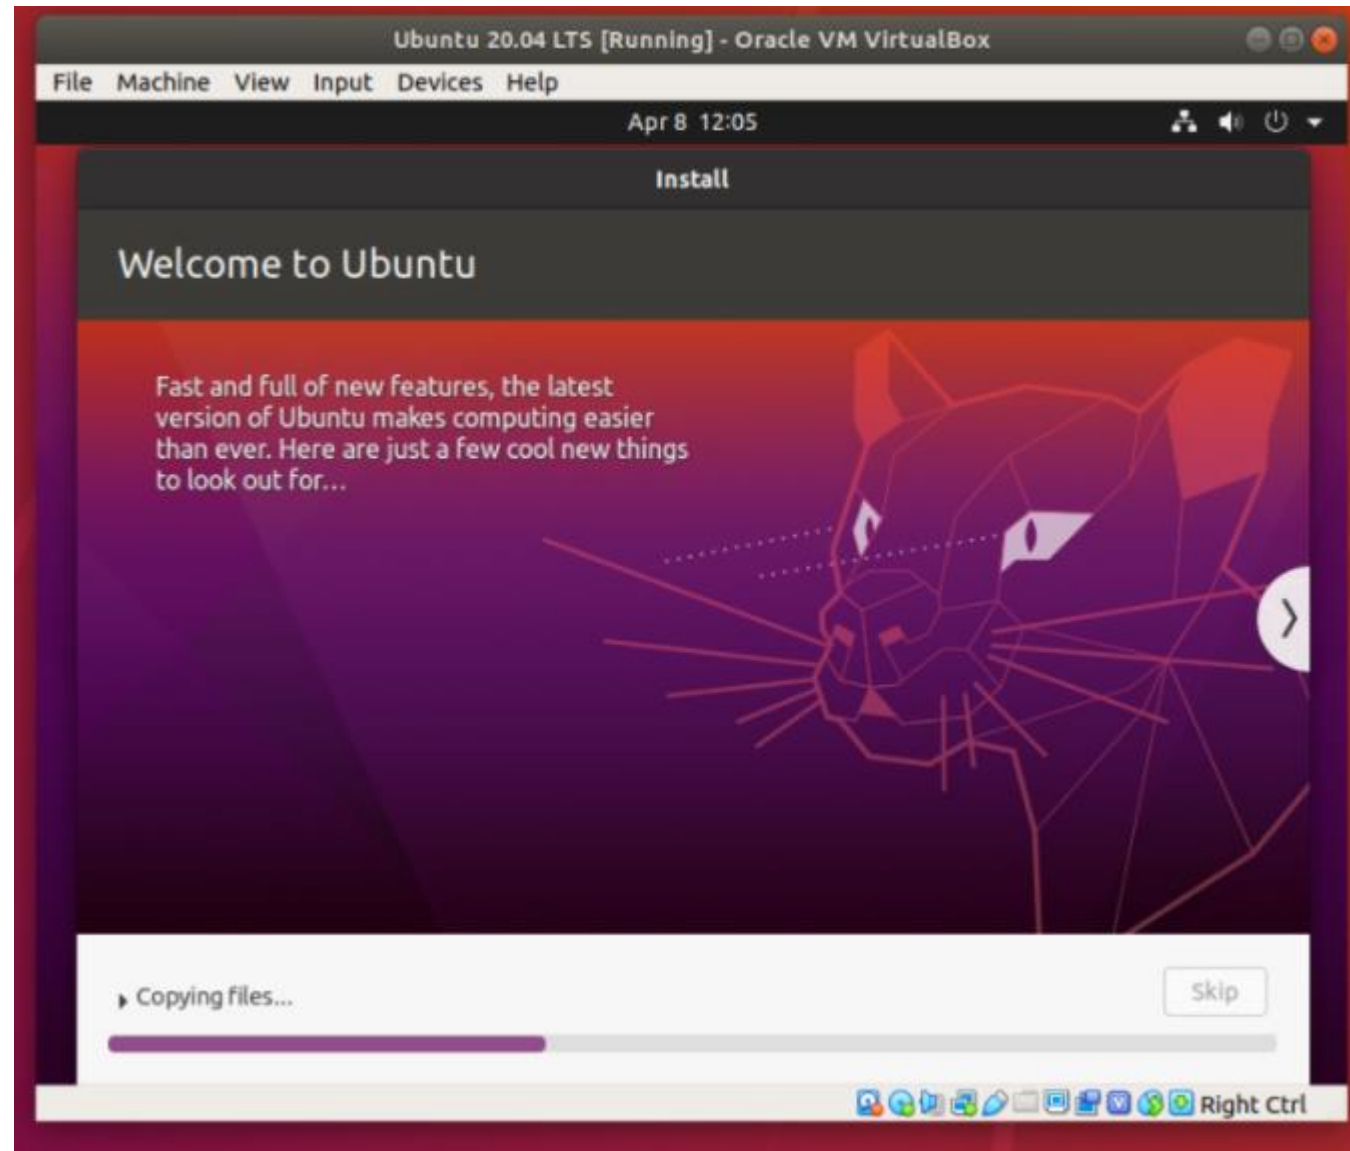 Ubuntu 20.04 LTS [Running] - Oracle VM VirtualBox
File Machine View Input Devices Help
Apr 8 12:05
Install
Welcome to Ubuntu
Fast and full of new features, the latest
version of Ubuntu makes computing easier
than ever. Here are just a few cool new things
to look out for...
Copying files...
Skip
Right Ctrl